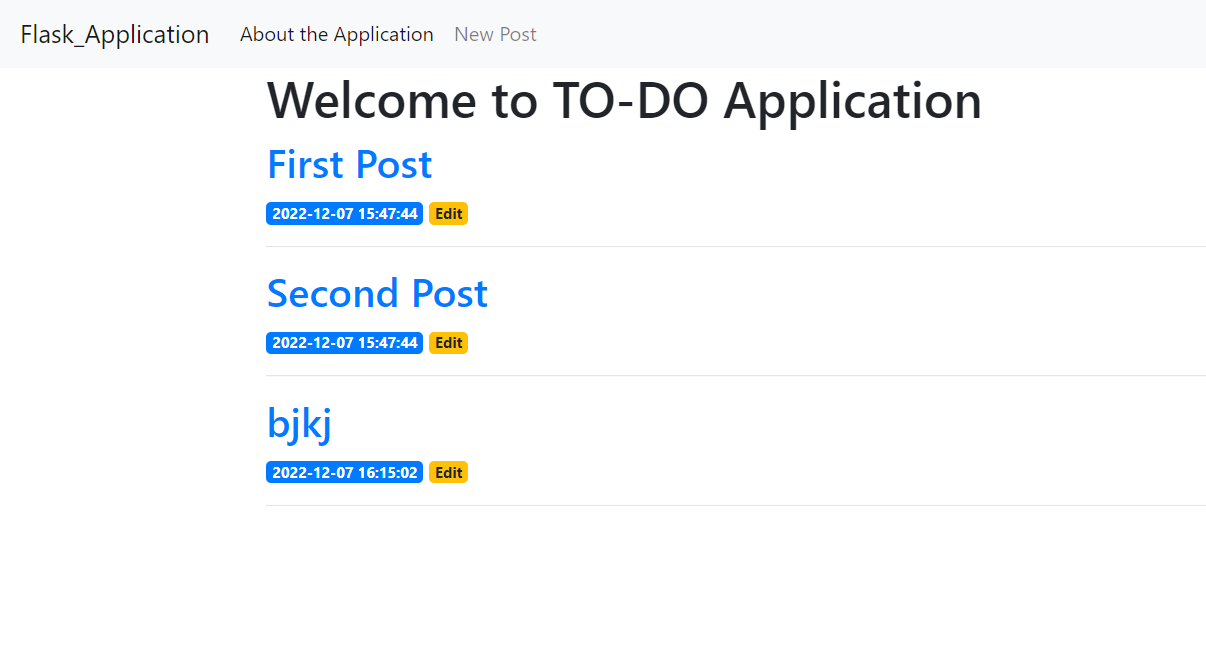 Flask_Application About the Application New Post
Welcome to TO-DO Application
First Post
2022-12-07 15:47:44 Edit
Second Post
2022-12-07 15:47:44 Edit
bjkj
2022-12-07 16:15:02 Edit